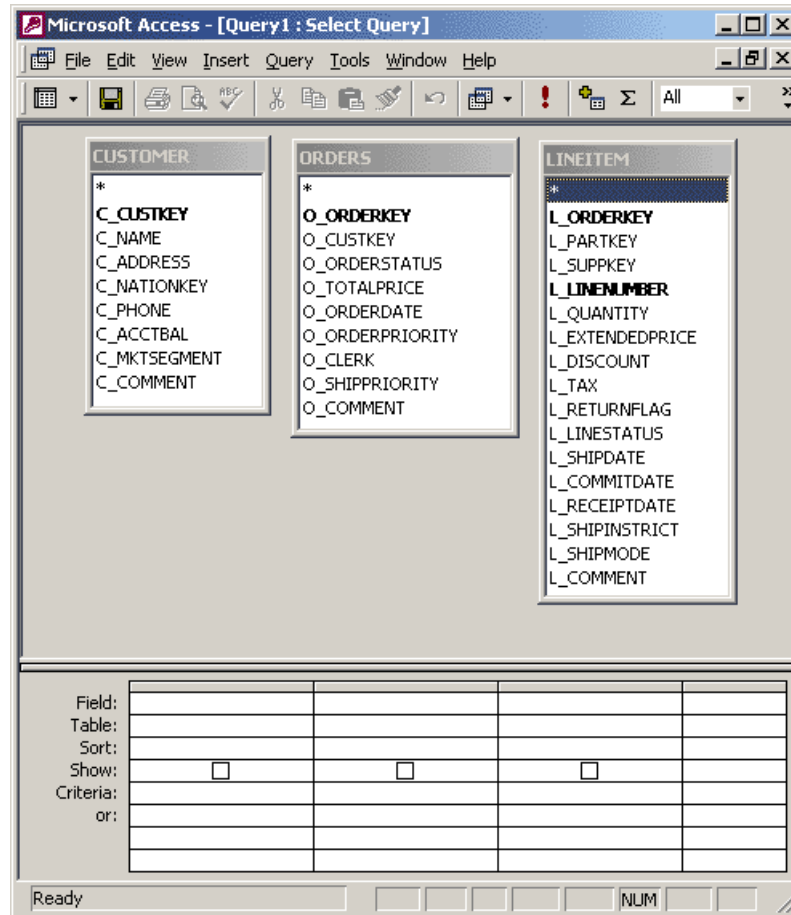 Microsoft Access - [Query1 : Select Query]
File Edit View Insert Query Tools Window Help
ABC All
CUSTOMER
*
C_CUSTKEY
C_NAME
C_ADDRESS
C_NATIONKEY
C_PHONE
C_ACCTBAL
C_MKTSEGMENT
C_COMMENT
ORDERS
*
O_ORDERKEY
O_CUSTKEY
O_ORDERSTATUS
O_TOTALPRICE
O_ORDERDATE
O_ORDERPRIORITY
O_CLERK
O_SHIPPRIORITY
O_COMMENT
LINEITEM
*
L_ORDERKEY
L_PARTKEY
L_SUPPKEY
L_LINENUMBER
L_QUANTITY
L_EXTENDEDPRICE
L_DISCOUNT
L_TAX
L_RETURNFLAG
L_LINESTATUS
L_SHIPDATE
L_COMMITDATE
L_RECEIPTDATE
L_SHIPINSTRICT
L_SHIPMODE
L_COMMENT
Field:
Table:
Sort:
Show:
Criteria:
or:
Ready NUM